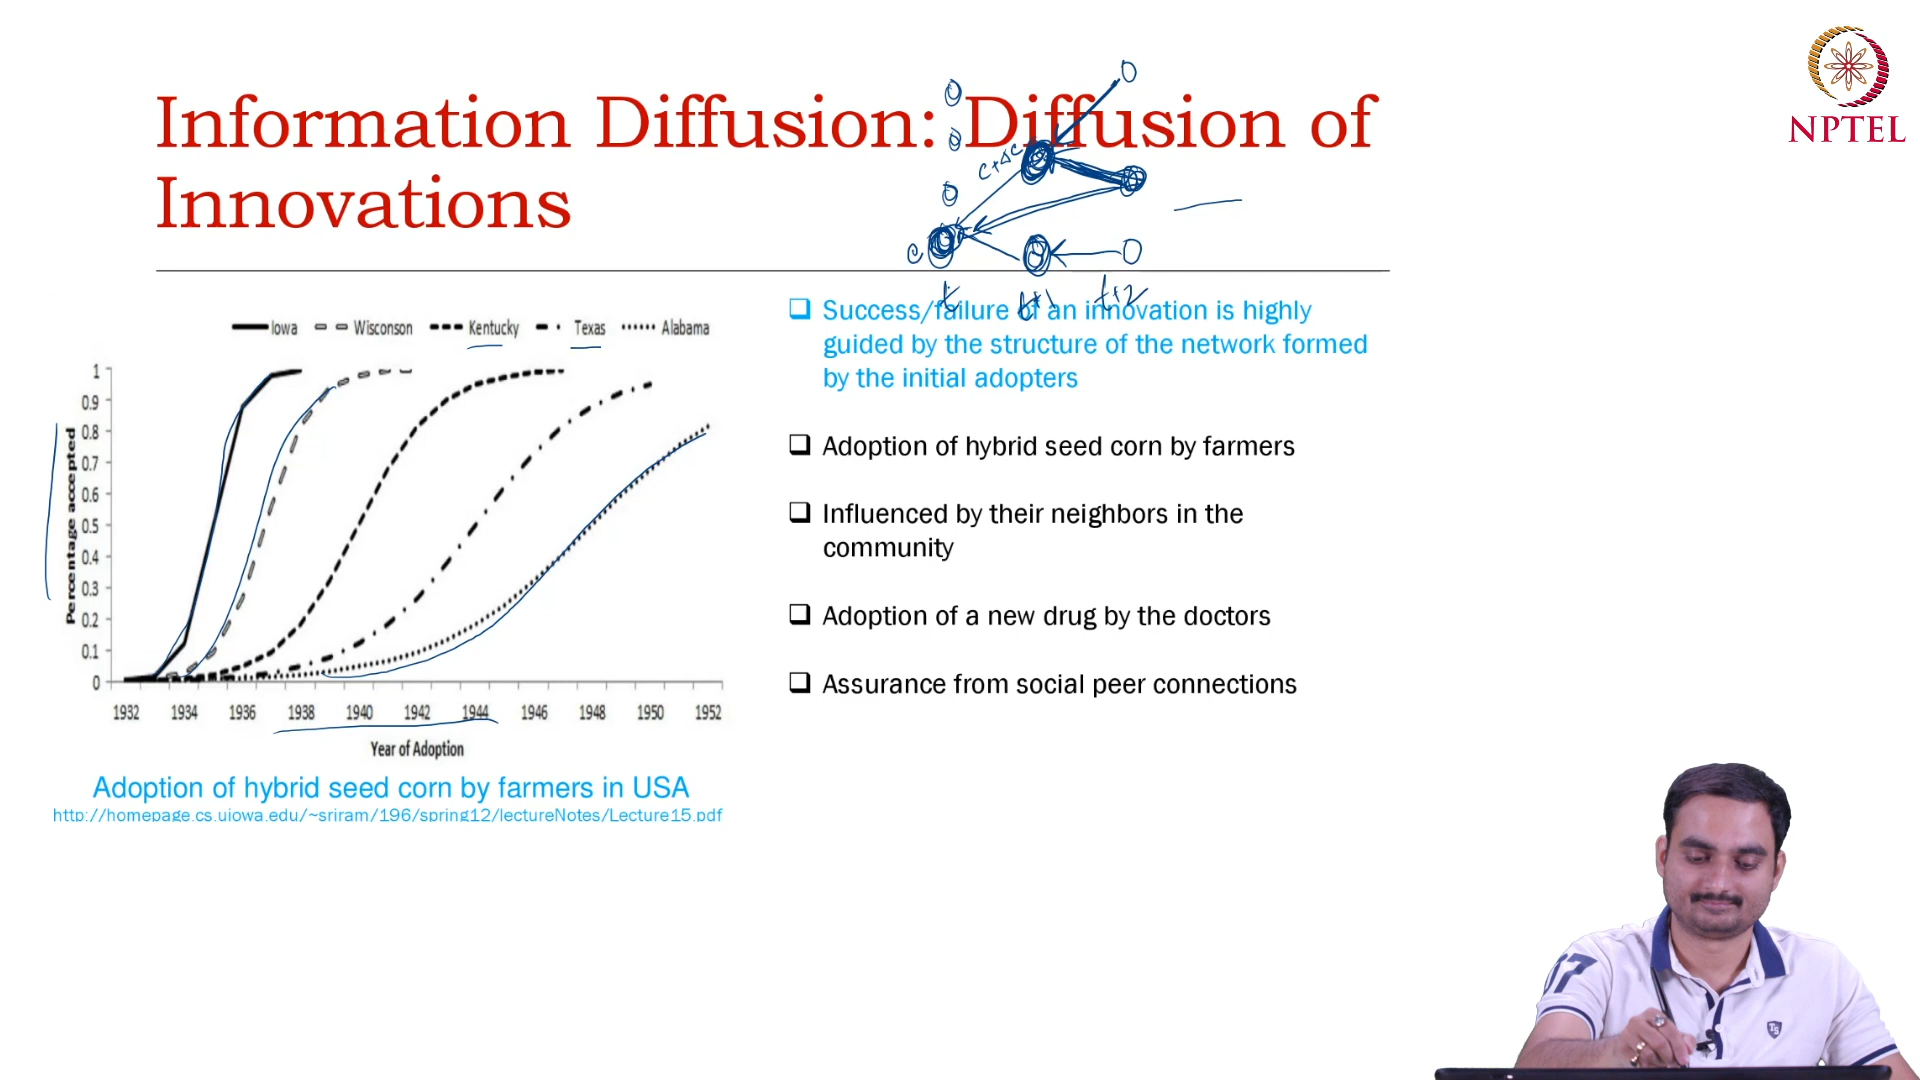 NPTEL
Information Diffusion: Diffusion of
Innovations
c+Δc
c
t
t+1
t+2
Iowa
Wisconson
Kentucky
Texas
Alabama
Success/failure of an innovation is highly
guided by the structure of the network formed
by the initial adopters
Adoption of hybrid seed corn by farmers
Influenced by their neighbors in the
community
Adoption of a new drug by the doctors
Assurance from social peer connections
Percentage accepted
1
0.9
0.8
0.7
0.6
0.5
0.4
0.3
0.2
0.1
0
1932 1934 1936 1938 1940 1942 1944 1946 1948 1950 1952
Year of Adoption
Adoption of hybrid seed corn by farmers in USA
http://homepage.cs.uiowa.edu/~sriram/196/spring12/lectureNotes/Lecture15.pdf
07
TS